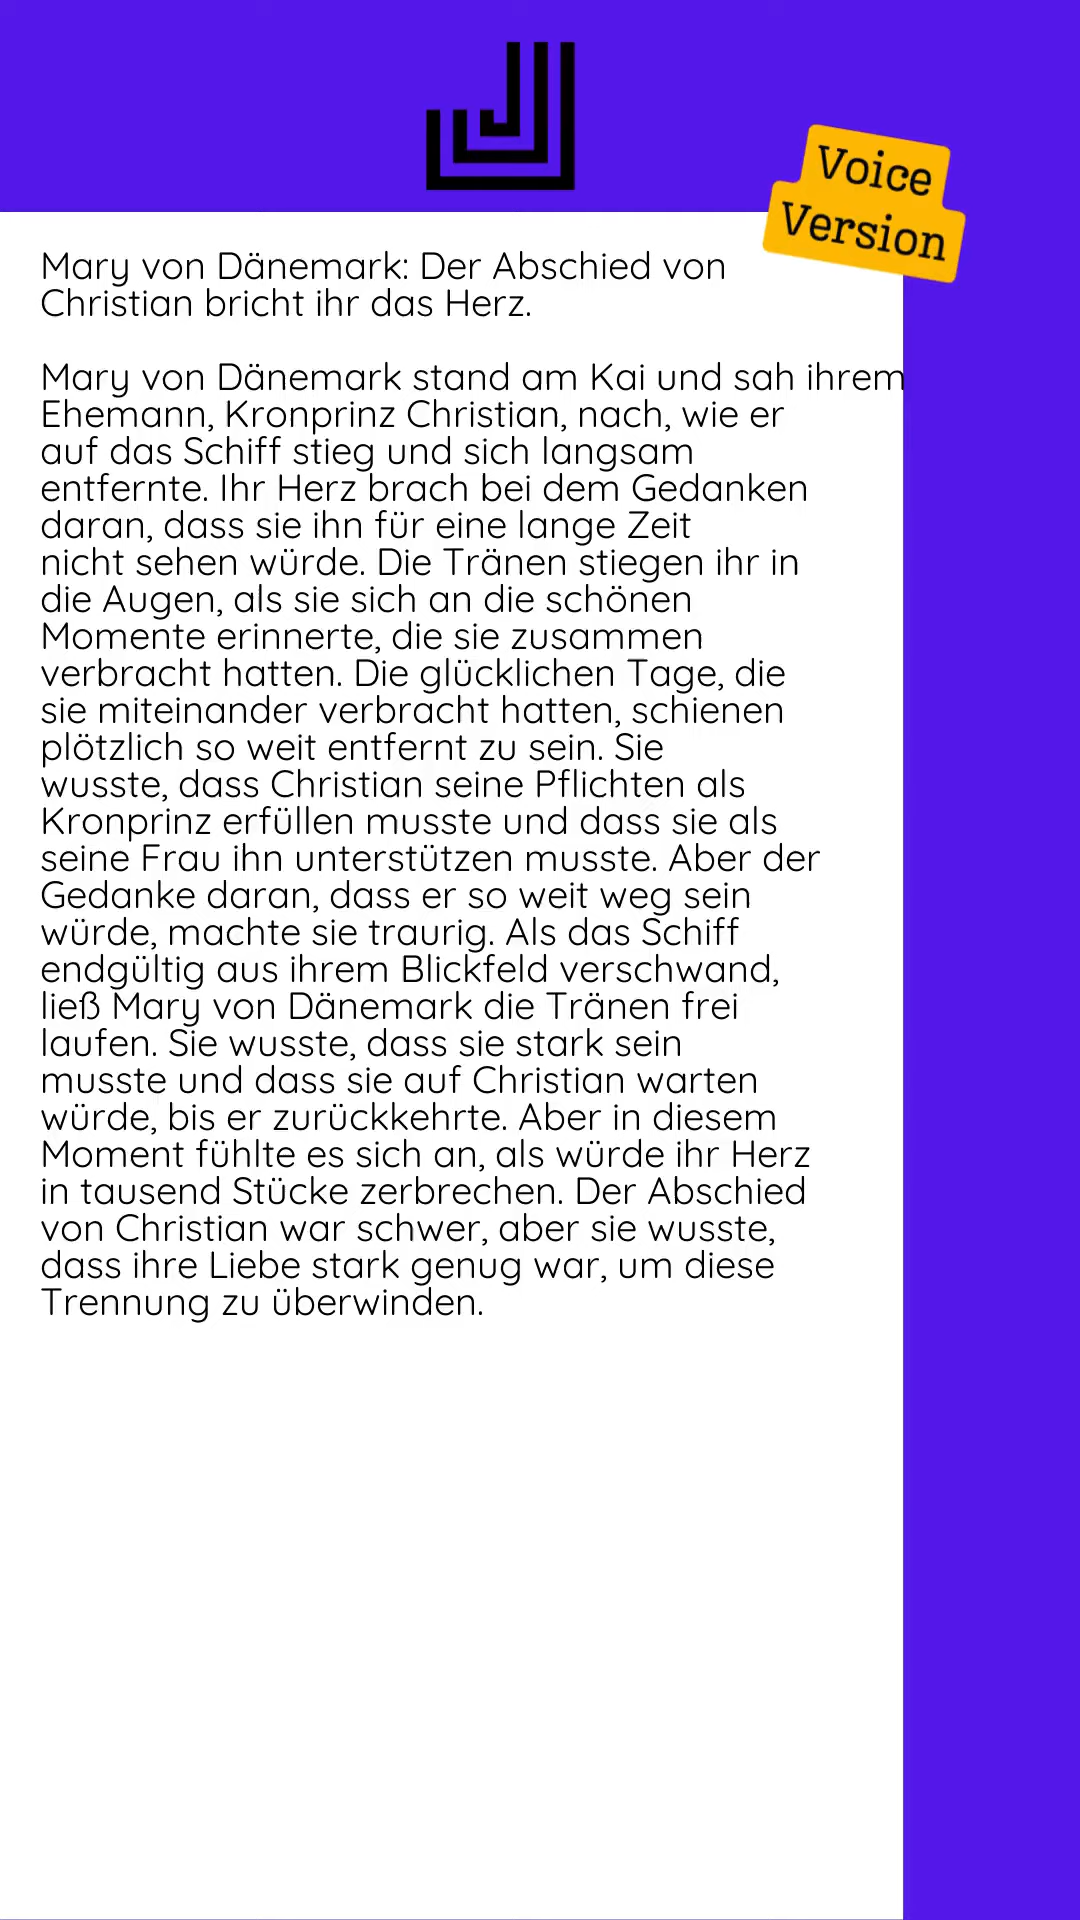 Voice
Version
Mary von Dänemark: Der Abschied von
Christian bricht ihr das Herz.
Mary von Dänemark stand am Kai und sah ihrem
Ehemann, Kronprinz Christian, nach, wie er
auf das Schiff stieg und sich langsam
entfernte. Ihr Herz brach bei dem Gedanken
daran, dass sie ihn für eine lange Zeit
nicht sehen würde. Die Tränen stiegen ihr in
die Augen, als sie sich an die schönen
Momente erinnerte, die sie zusammen
verbracht hatten. Die glücklichen Tage, die
sie miteinander verbracht hatten, schienen
plötzlich so weit entfernt zu sein. Sie
wusste, dass Christian seine Pflichten als
Kronprinz erfüllen musste und dass sie als
seine Frau ihn unterstützen musste. Aber der
Gedanke daran, dass er so weit weg sein
würde, machte sie traurig. Als das Schiff
endgültig aus ihrem Blickfeld verschwand,
ließ Mary von Dänemark die Tränen frei
laufen. Sie wusste, dass sie stark sein
musste und dass sie auf Christian warten
würde, bis er zurückkehrte. Aber in diesem
Moment fühlte es sich an, als würde ihr Herz
in tausend Stücke zerbrechen. Der Abschied
von Christian war schwer, aber sie wusste,
dass ihre Liebe stark genug war, um diese
Trennung zu überwinden.